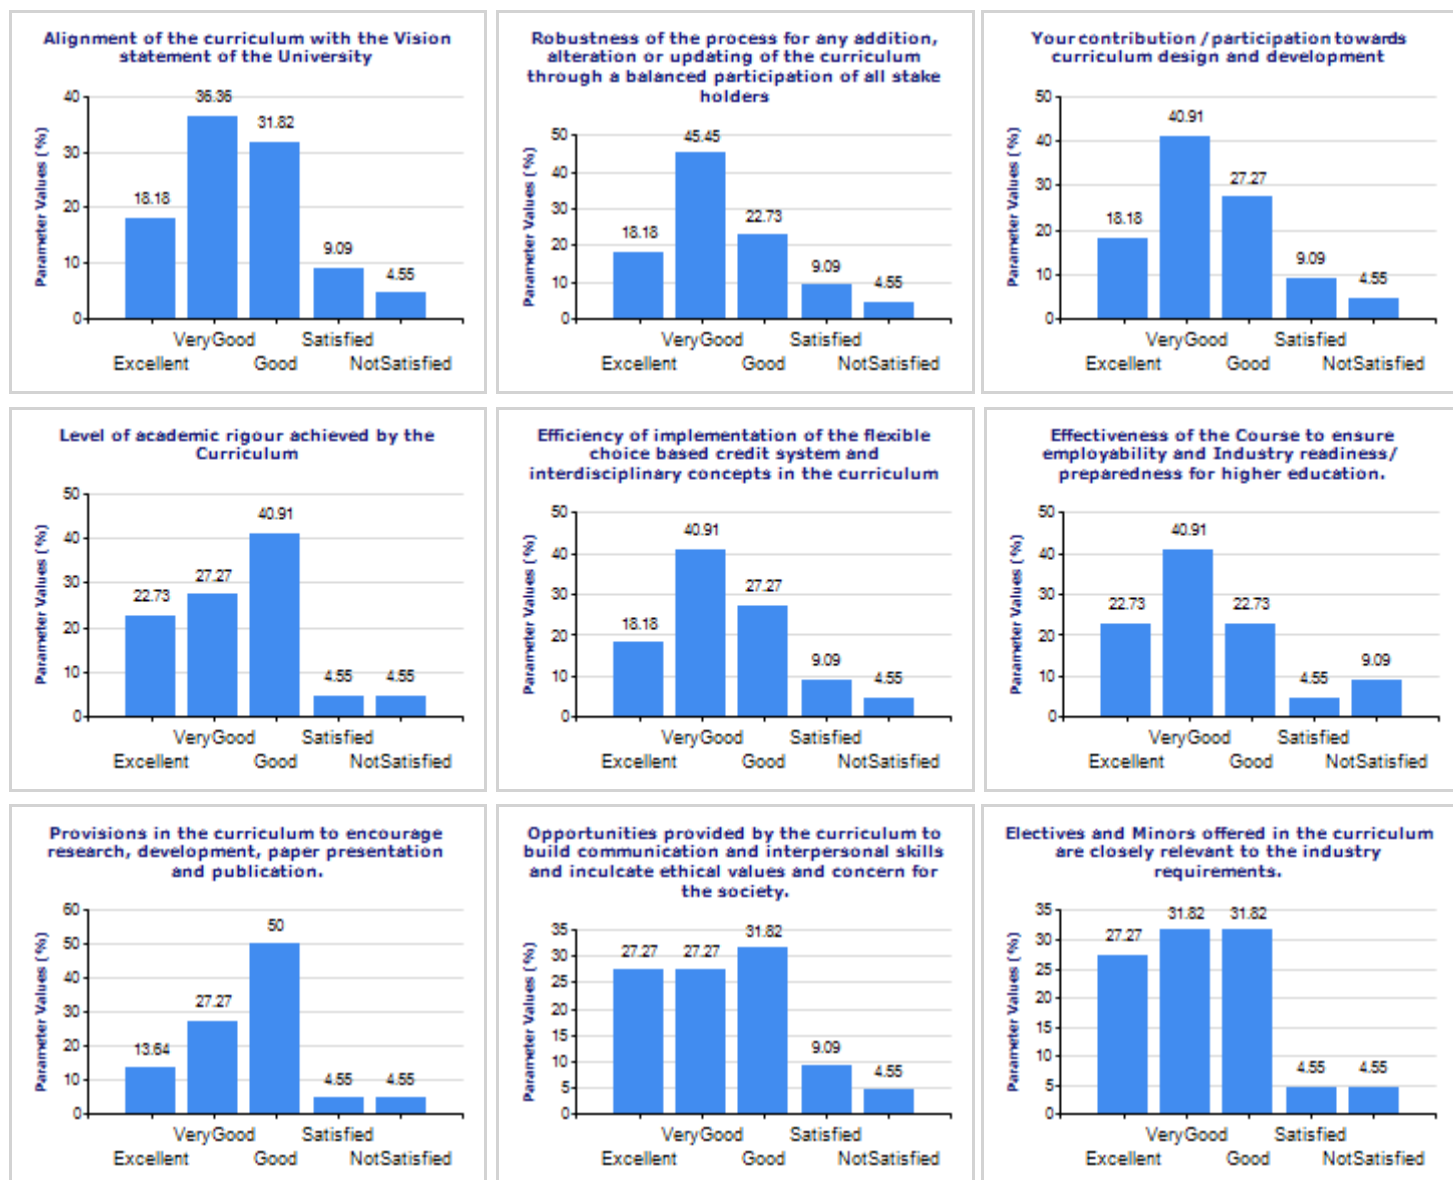 Alignment of the curriculum with the Vision
statement of the University
Parameter Values (%)
40
30
20
10
0
18.18
36.36
31.82
9.09
4.55
VeryGood Satisfied
Excellent Good NotSatisfied
Robustness of the process for any addition,
alteration or updating of the curriculum
through a balanced participation of all stake
holders
Parameter Values (%)
50
40
30
20
10
0
18.18
45.45
22.73
9.09
4.55
VeryGood Satisfied
Excellent Good NotSatisfied
Your contribution / participation towards
curriculum design and development
Parameter Values (%)
50
40
30
20
10
0
18.18
40.91
27.27
9.09
4.55
VeryGood Satisfied
Excellent Good NotSatisfied
Level of academic rigour achieved by the
Curriculum
Parameter Values (%)
50
40
30
20
10
0
22.73
27.27
40.91
4.55
4.55
VeryGood Satisfied
Excellent Good NotSatisfied
Efficiency of implementation of the flexible
choice based credit system and
interdisciplinary concepts in the curriculum
Parameter Values (%)
50
40
30
20
10
0
18.18
40.91
27.27
9.09
4.55
VeryGood Satisfied
Excellent Good NotSatisfied
Effectiveness of the Course to ensure
employability and Industry readiness/
preparedness for higher education.
Parameter Values (%)
50
40
30
20
10
0
22.73
40.91
22.73
4.55
9.09
VeryGood Satisfied
Excellent Good NotSatisfied
Provisions in the curriculum to encourage
research, development, paper presentation
and publication.
Parameter Values (%)
60
50
40
30
20
10
0
13.64
27.27
50
4.55
4.55
VeryGood Satisfied
Excellent Good NotSatisfied
Opportunities provided by the curriculum to
build communication and interpersonal skills
and inculcate ethical values and concern for
the society.
Parameter Values (%)
35
30
25
20
15
10
5
0
27.27
27.27
31.82
9.09
4.55
VeryGood Satisfied
Excellent Good NotSatisfied
Electives and Minors offered in the curriculum
are closely relevant to the industry
requirements.
Parameter Values (%)
35
30
25
20
15
10
5
0
27.27
31.82
31.82
4.55
4.55
VeryGood Satisfied
Excellent Good NotSatisfied